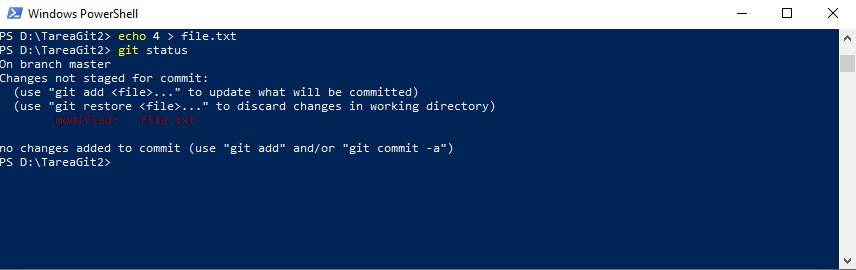 Windows PowerShell
PS D:\TareaGit2> echo 4 > file.txt
PS D:\TareaGit2> git status
On branch master
Changes not staged for commit:
  (use "git add <file>..." to update what will be committed)
  (use "git restore <file>..." to discard changes in working directory)
        modified:   file.txt

no changes added to commit (use "git add" and/or "git commit -a")
PS D:\TareaGit2>